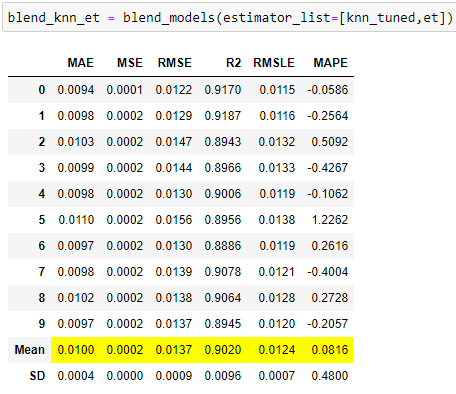 blend_knn_et = blend_models(estimator_list=[knn_tuned,et])
MAE MSE RMSE R2 RMSLE MAPE
0 0.0094 0.0001 0.0122 0.9170 0.0115 -0.0586
1 0.0098 0.0002 0.0129 0.9187 0.0116 -0.2564
2 0.0103 0.0002 0.0147 0.8943 0.0132 0.5092
3 0.0099 0.0002 0.0144 0.8966 0.0133 -0.4267
4 0.0098 0.0002 0.0130 0.9006 0.0119 -0.1062
5 0.0110 0.0002 0.0156 0.8956 0.0138 1.2262
6 0.0097 0.0002 0.0130 0.8886 0.0119 0.2616
7 0.0098 0.0002 0.0139 0.9078 0.0121 -0.4004
8 0.0102 0.0002 0.0138 0.9064 0.0128 0.2728
9 0.0097 0.0002 0.0137 0.8945 0.0120 -0.2057
Mean 0.0100 0.0002 0.0137 0.9020 0.0124 0.0816
SD 0.0004 0.0000 0.0009 0.0096 0.0007 0.4800